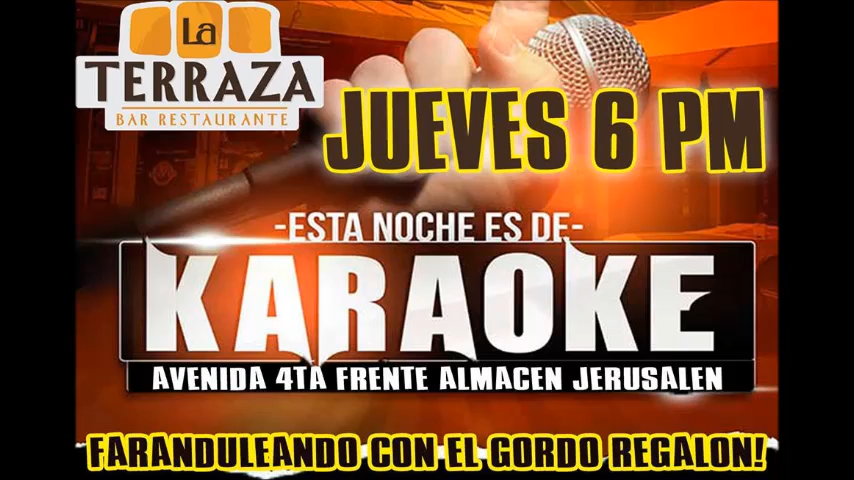 La
TERRAZA
BAR RESTAURANTE
JUEVES 6 PM
-ESTA NOCHE ES DE-
KARAOKE
AVENIDA 4TA FRENTE ALMACEN JERUSALEN
FARANDULEANDO CON EL GORDO REGALON!